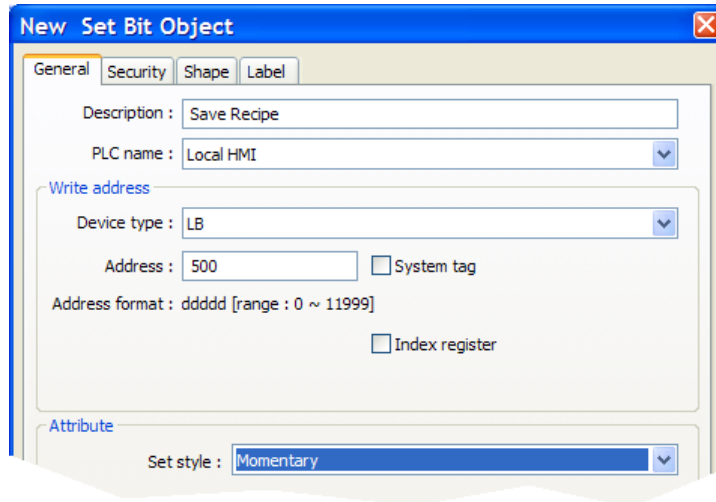 New Set Bit Object
General Security Shape Label
Description : Save Recipe
PLC name : Local HMI
Write address
Device type : LB
Address : 500 System tag
Address format : ddddd [range : 0 ~ 11999]
Index register
Attribute
Set style : Momentary